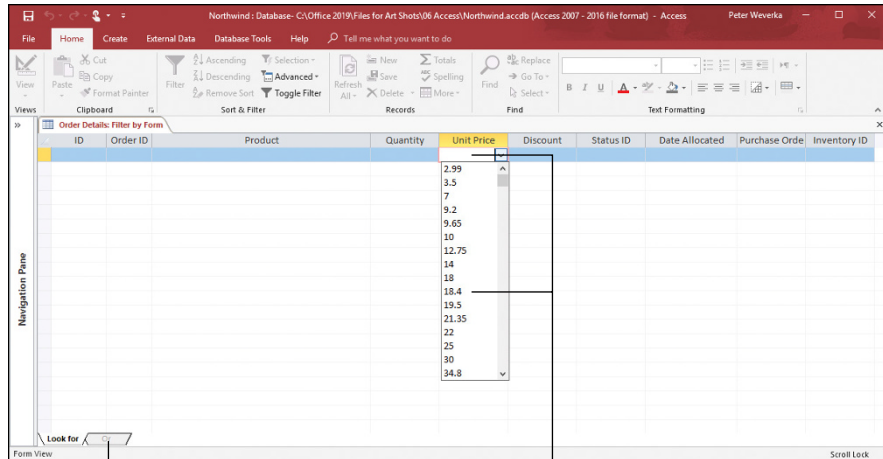 Northwind : Database- C:\Office 2019\Files for Art Shots\06 Access\Northwind.accdb (Access 2007 - 2016 file format) - Access
Peter Weverka
File Home Create External Data Database Tools Help Tell me what you want to do
View
Paste
Cut
Copy
Format Painter
Filter
Ascending
Descending
Remove Sort
Selection
Advanced
Toggle Filter
Refresh
All
New
Save
Delete
Totals
Spelling
More
Find
Replace
Go To
Select
B I U A
Views Clipboard Sort & Filter Records Find Text Formatting
Order Details: Filter by Form
ID Order ID Product Quantity Unit Price Discount Status ID Date Allocated Purchase Orde Inventory ID
2.99
3.5
7
9.2
9.65
10
12.75
14
18
18.4
19.5
21.35
22
25
30
34.8
Navigation Pane
Look for Or
Form View Scroll Lock